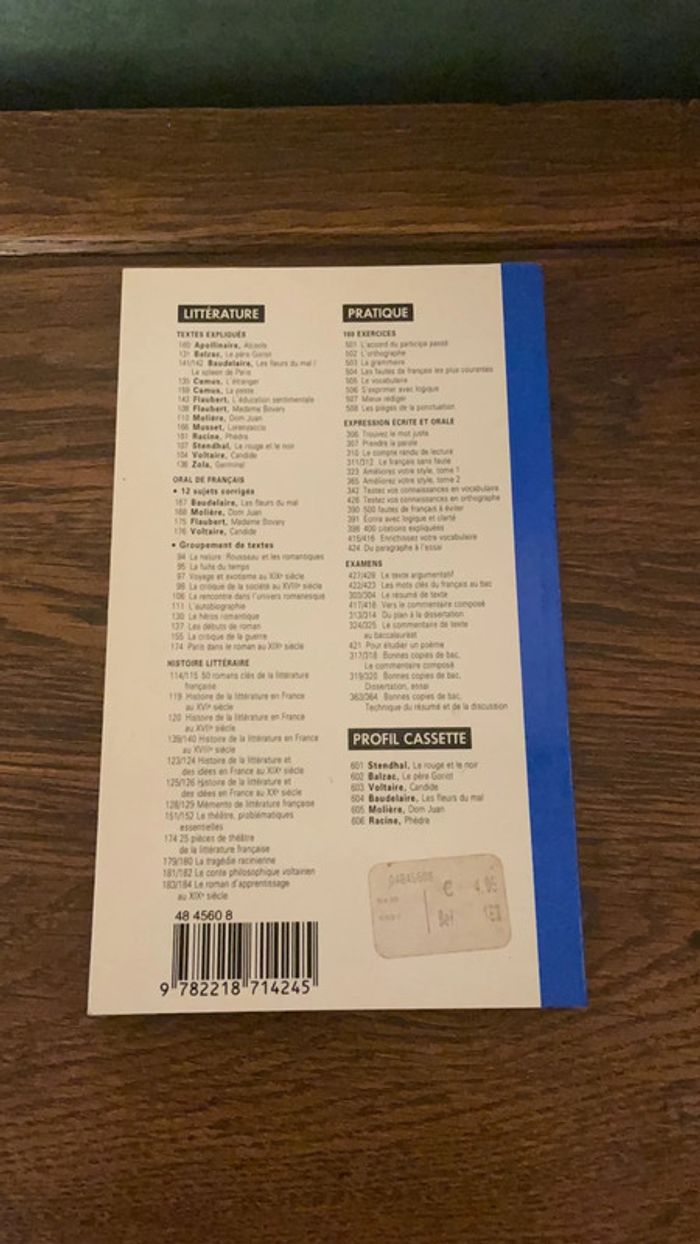 LITTÉRATURE
TEXTES EXPLIQUÉS
160 Apollinaire, Alcools
131 Balzac, Le père Goriot
141/142 Baudelaire, Les fleurs du mal /
Le spleen de Paris
135 Camus, L'étranger
159 Camus, La peste
143 Flaubert, L'éducation sentimentale
108 Flaubert, Madame Bovary
110 Molière, Dom Juan
166 Musset, Lorenzaccio
161 Racine, Phèdre
107 Stendhal, Le rouge et le noir
104 Voltaire, Candide
136 Zola, Germinal
ORAL DE FRANÇAIS
• 12 sujets corrigés
167 Baudelaire, Les fleurs du mal
168 Molière, Dom Juan
175 Flaubert, Madame Bovary
176 Voltaire, Candide
• Groupement de textes
94 La nature : Rousseau et les romantiques
95 La fuite du temps
97 Voyage et exotisme au XIXe siècle
98 La critique de la société au XVIIIe siècle
106 La rencontre dans l'univers romanesque
111 L'autobiographie
130 Le héros romantique
137 Les débuts de roman
155 La critique de la guerre
174 Paris dans le roman au XIXe siècle
HISTOIRE LITTÉRAIRE
114/115 50 romans clés de la littérature
française
119 Histoire de la littérature en France
au XVIe siècle
120 Histoire de la littérature en France
au XVIIe siècle
139/140 Histoire de la littérature en France
au XVIIIe siècle
123/124 Histoire de la littérature et
des idées en France au XIXe siècle
125/126 Histoire de la littérature et
des idées en France au XXe siècle
128/129 Mémento de littérature française
151/152 Le théâtre, problématiques
essentielles
174 25 pièces de théâtre
de la littérature française
179/180 La tragédie racinienne
181/182 Le conte philosophique voltairien
183/184 Le roman d'apprentissage
au XIXe siècle
48 4560 8
9 782218 714245
PRATIQUE
169 EXERCICES
501 L'accord du participe passé
502 L'orthographe
503 La grammaire
504 Les fautes de français les plus courantes
505 Le vocabulaire
506 S'exprimer avec logique
507 Mieux rédiger
508 Les pièges de la ponctuation
EXPRESSION ÉCRITE ET ORALE
306 Trouvez le mot juste
307 Prendre la parole
310 Le compte rendu de lecture
311/312 Le français sans faute
323 Améliorez votre style, tome 1
365 Améliorez votre style, tome 2
342 Testez vos connaissances en vocabulaire
426 Testez vos connaissances en orthographe
390 500 fautes de français à éviter
391 Écrire avec logique et clarté
398 400 citations expliquées
415/416 Enrichissez votre vocabulaire
424 Du paragraphe à l'essai
EXAMENS
427/428 Le texte argumentatif
422/423 Les mots clés du français au bac
303/304 Le résumé de texte
417/418 Vers le commentaire composé
313/314 Du plan à la dissertation
324/325 Le commentaire de texte
au baccalauréat
421 Pour étudier un poème
317/318 Bonnes copies de bac,
Le commentaire composé
319/320 Bonnes copies de bac,
Dissertation, essai
363/364 Bonnes copies de bac,
Technique du résumé et de la discussion
PROFIL CASSETTE
601 Stendhal, Le rouge et le noir
602 Balzac, Le père Goriot
603 Voltaire, Candide
604 Baudelaire, Les fleurs du mal
605 Molière, Dom Juan
606 Racine, Phèdre
04845608
€ 4.95